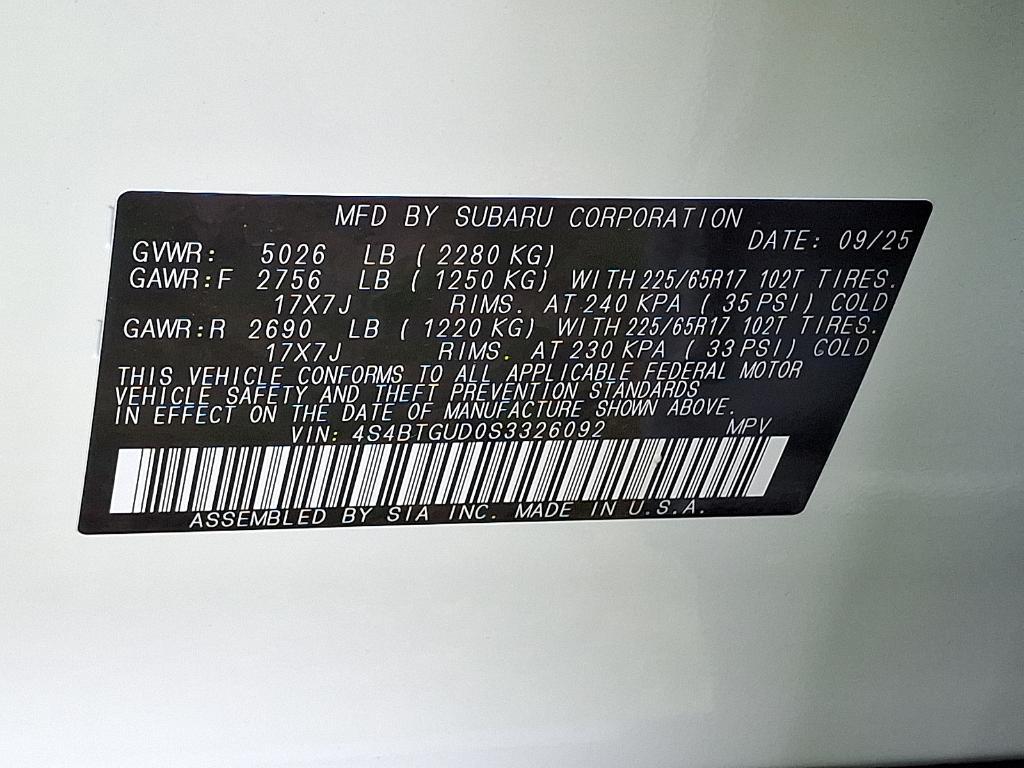 MFD BY SUBARU CORPORATION
DATE: 09/25
GVWR: 5026 LB ( 2280 KG)
GAWR:F 2756 LB ( 1250 KG) WITH 225/65R17 102T TIRES.
17X7J RIMS. AT 240 KPA ( 35 PSI) COLD
GAWR:R 2690 LB ( 1220 KG) WITH 225/65R17 102T TIRES.
17X7J RIMS. AT 230 KPA ( 33 PSI) COLD
THIS VEHICLE CONFORMS TO ALL APPLICABLE FEDERAL MOTOR
VEHICLE SAFETY AND THEFT PREVENTION STANDARDS
IN EFFECT ON THE DATE OF MANUFACTURE SHOWN ABOVE.
VIN: 4S4BTGUD0S3326092 MPV
ASSEMBLED BY SIA INC. MADE IN U.S.A.